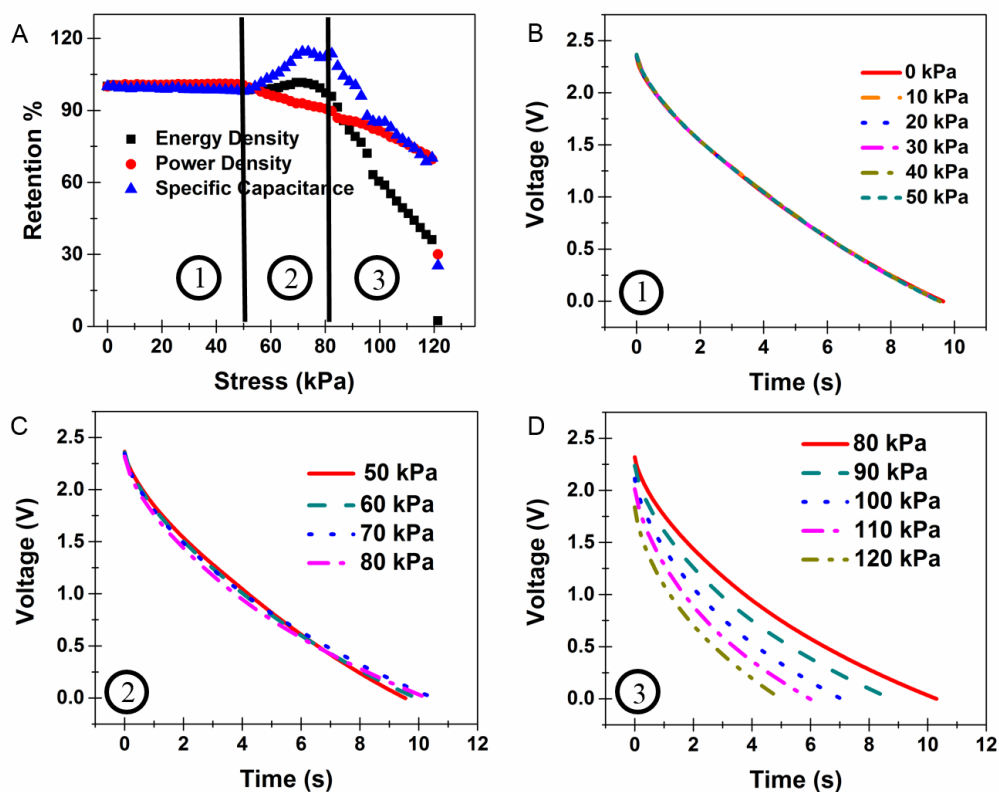 A
120
90
60
30
0
Retention %
Energy Density
Power Density
Specific Capacitance
1
2
3
0 20 40 60 80 100 120
Stress (kPa)
B
2.5
2.0
1.5
1.0
0.5
0.0
Voltage (V)
0 kPa
10 kPa
20 kPa
30 kPa
40 kPa
50 kPa
1
0 2 4 6 8 10
Time (s)
C
2.5
2.0
1.5
1.0
0.5
0.0
Voltage (V)
50 kPa
60 kPa
70 kPa
80 kPa
2
0 2 4 6 8 10 12
Time (s)
D
2.5
2.0
1.5
1.0
0.5
0.0
Voltage (V)
80 kPa
90 kPa
100 kPa
110 kPa
120 kPa
3
0 2 4 6 8 10 12
Time (s)